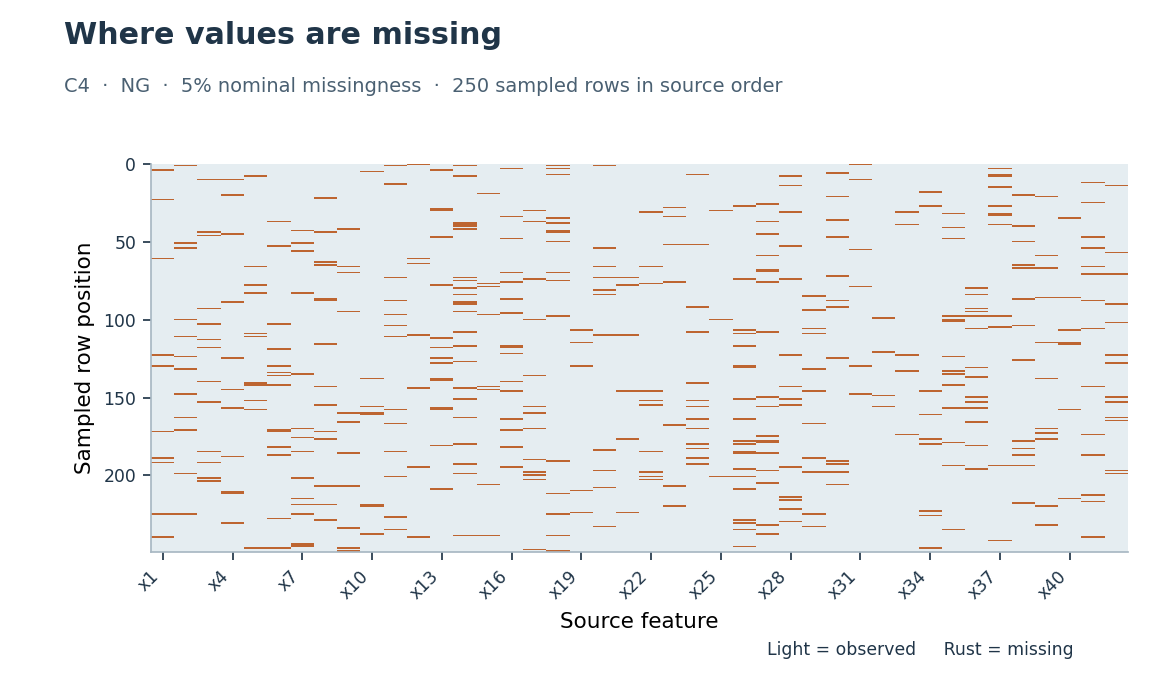 Where values are missing
C4 · NG · 5% nominal missingness · 250 sampled rows in source order
0
50
100
150
200
Sampled row position
x1 x4 x7 x10 x13 x16 x19 x22 x25 x28 x31 x34 x37 x40
Source feature
Light = observed Rust = missing